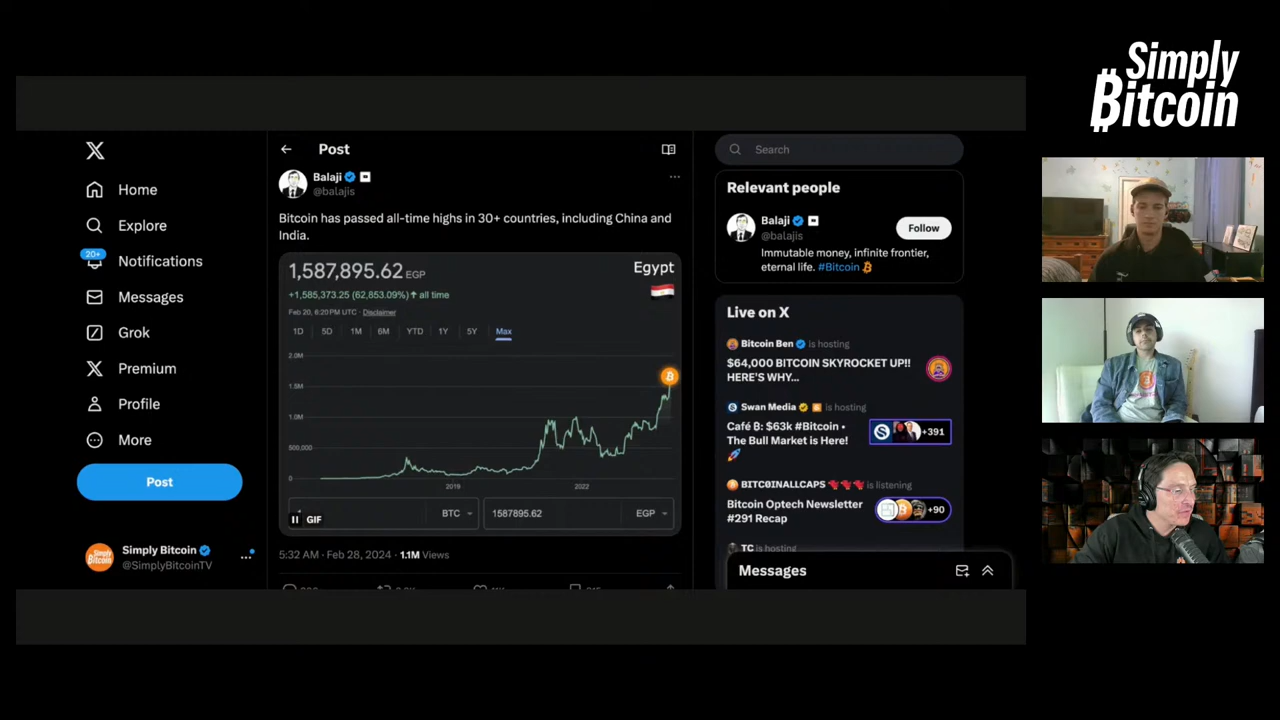 Simply
Bitcoin
Home
Explore
20+
Notifications
Messages
Grok
Premium
Profile
More
Post
Simply Bitcoin
@SimplyBitcoinTV
Post
Balaji
@balajis
Bitcoin has passed all-time highs in 30+ countries, including China and
India.
1,587,895.62 EGP
Egypt
+1,585,373.25 (62,853.09%) ↑ all time
Feb 20, 6:20PM UTC · Disclaimer
1D 5D 1M 6M YTD 1Y 5Y Max
2.0M
1.5M
1.0M
500,000
0
2019 2022
BTC
1587895.62
EGP
GIF
5:32 AM · Feb 28, 2024 · 1.1M Views
Search
Relevant people
Balaji
@balajis
Follow
Immutable money, infinite frontier,
eternal life. #Bitcoin
Live on X
Bitcoin Ben is hosting
$64,000 BITCOIN SKYROCKET UP!!
HERE'S WHY...
Swan Media is hosting
Café ₿: $63k #Bitcoin •
The Bull Market is Here!
+391
BITC0INALLCAPS is listening
Bitcoin Optech Newsletter
#291 Recap
+90
TC is hosting
Messages